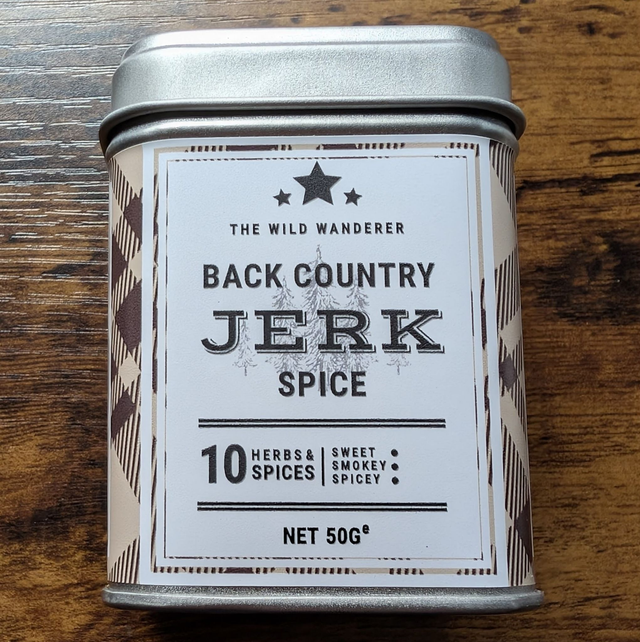 THE WILD WANDERER
BACK COUNTRY
JERK
SPICE
10 HERBS & SPICES | SWEET SMOKEY SPICEY
NET 50Ge